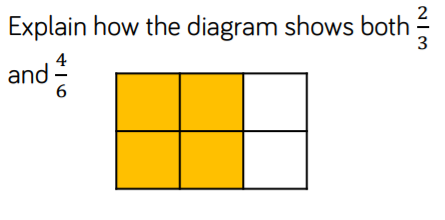 Explain how the diagram shows both 2/3
and 4/6